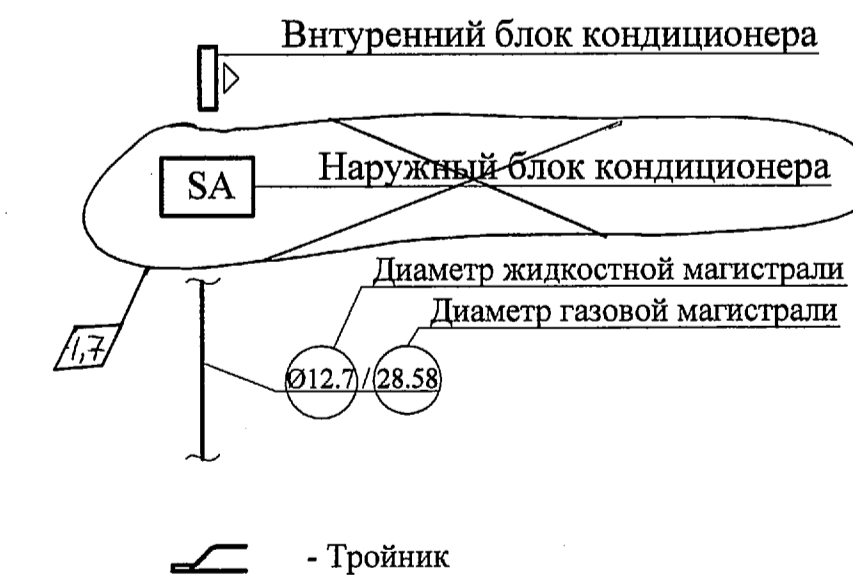 Внтуренний блок кондиционера
SA Наружный блок кондиционера
Диаметр жидкостной магистрали
Диаметр газовой магистрали
1,7
Ø12.7 / 28.58
- Тройник